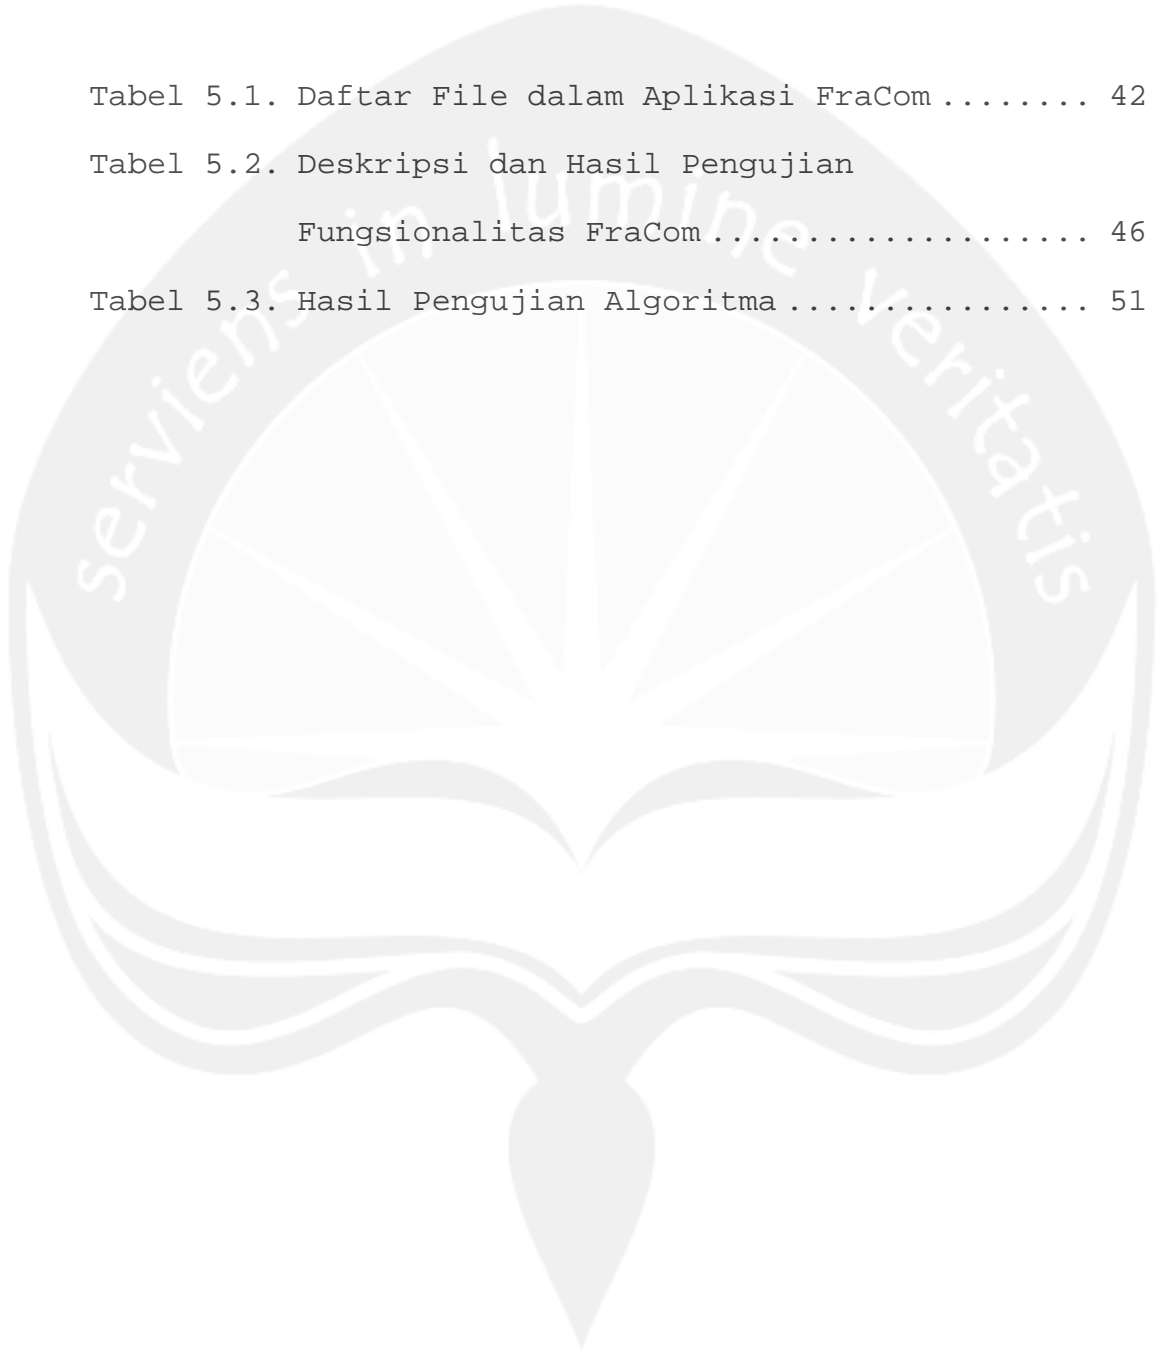 Tabel 5.1. Daftar File dalam Aplikasi FraCom ........ 42
Tabel 5.2. Deskripsi dan Hasil Pengujian
Fungsionalitas FraCom .................... 46
Tabel 5.3. Hasil Pengujian Algoritma ................ 51
serviens in lumine veritatis